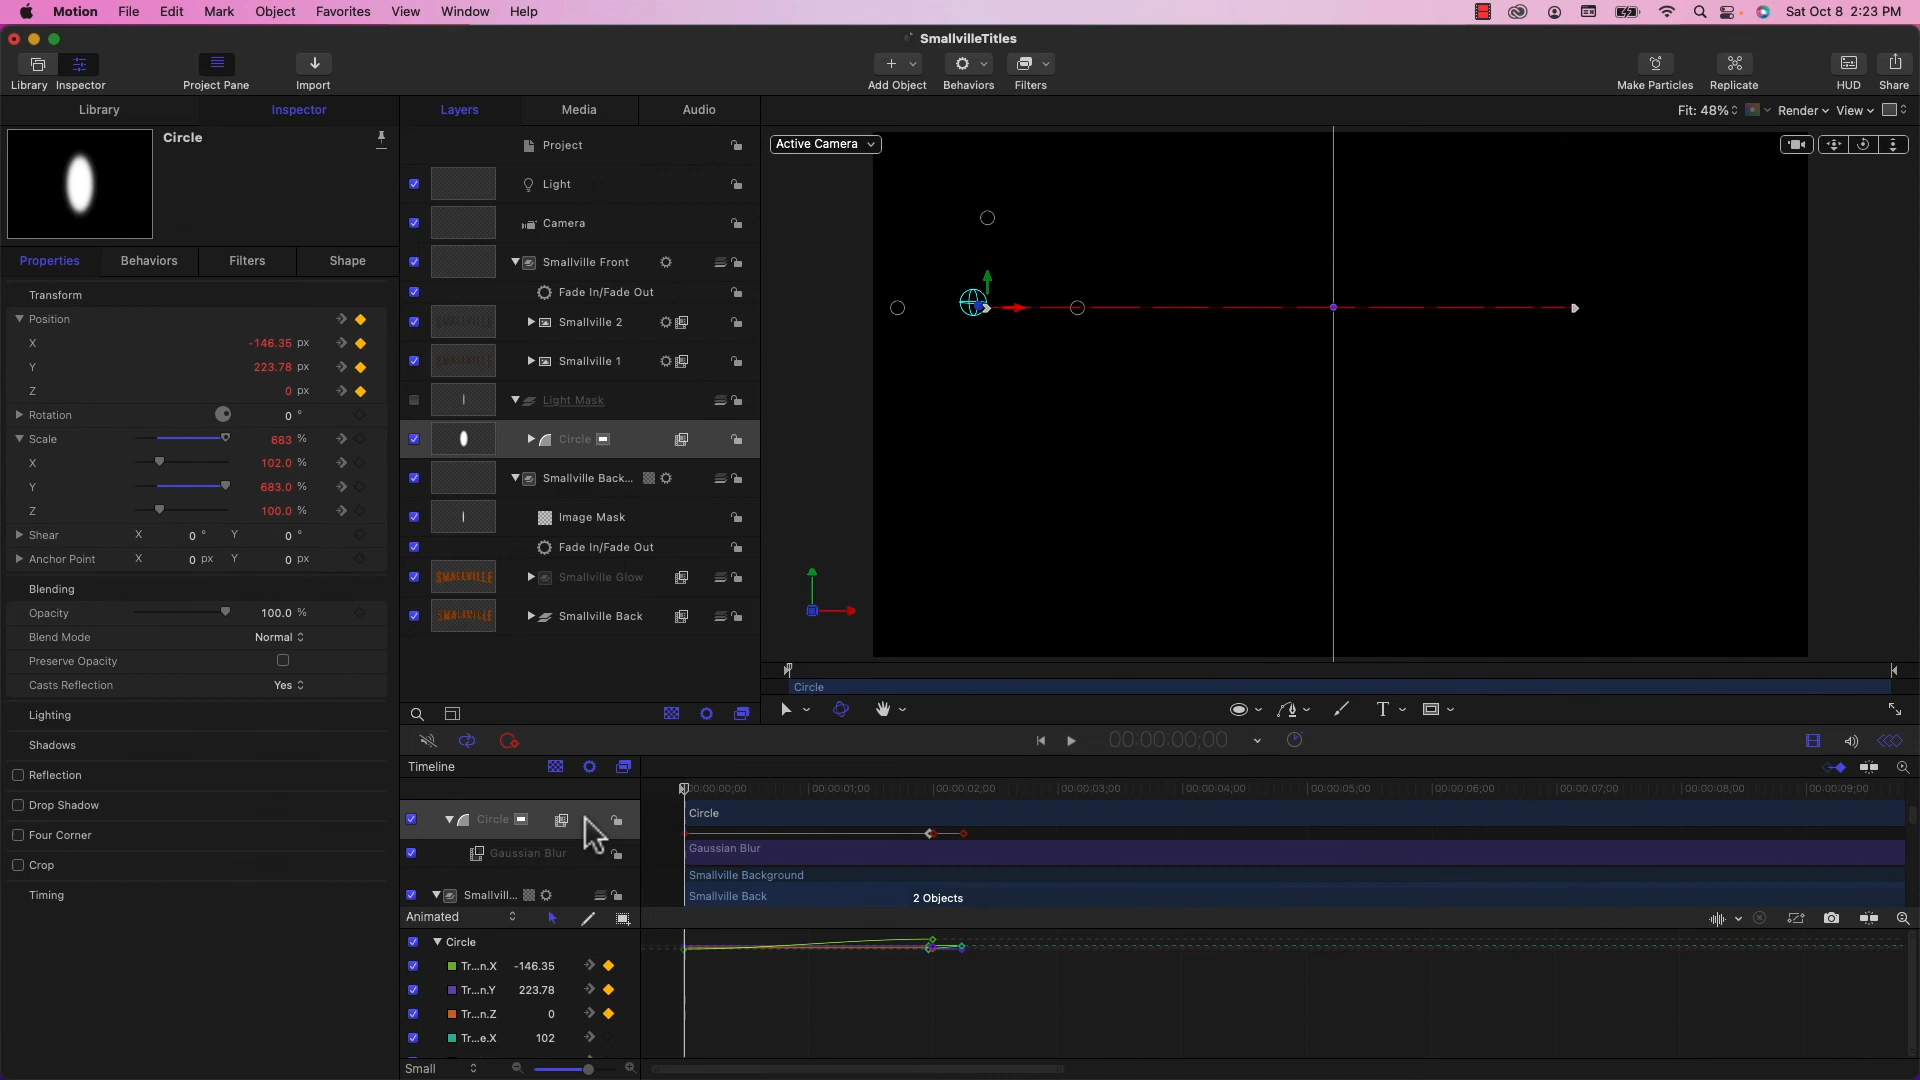 Motion File Edit Mark Object Favorites View Window Help Sat Oct 8 2:23 PM
SmallvilleTitles
Library Inspector Project Pane Import Add Object Behaviors Filters Make Particles Replicate HUD Share
Library Inspector Layers Media Audio Fit: 48% Render View
Circle
Project
Active Camera
Light
Camera
Properties Behaviors Filters Shape
Smallville Front
Fade In/Fade Out
Smallville 2
Smallville 1
Light Mask
Circle
Smallville Back...
Image Mask
Fade In/Fade Out
SMALLVILLE Smallville Glow
SMALLVILLE Smallville Back
Transform
Position
X -146.35 px
Y 223.78 px
Z 0 px
Rotation 0 °
Scale 683 %
X 102.0 %
Y 683.0 %
Z 100.0 %
Shear X 0 ° Y 0 °
Anchor Point X 0 px Y 0 px
Blending
Opacity 100.0 %
Blend Mode Normal
Preserve Opacity
Casts Reflection Yes
Lighting
Shadows
Reflection
Drop Shadow
Four Corner
Crop
Timing
Circle
T
00:00:00;00
Timeline
00:00:00;00 00:00:01;00 00:00:02;00 00:00:03;00 00:00:04;00 00:00:05;00 00:00:06;00 00:00:07;00 00:00:08;00 00:00:09;00
Circle Circle
Gaussian Blur Gaussian Blur
Smallville Background
Smallvill... Smallville Back 2 Objects
Animated
Circle
Tr...n.X -146.35
Tr...n.Y 223.78
Tr...n.Z 0
Tr...e.X 102
Small